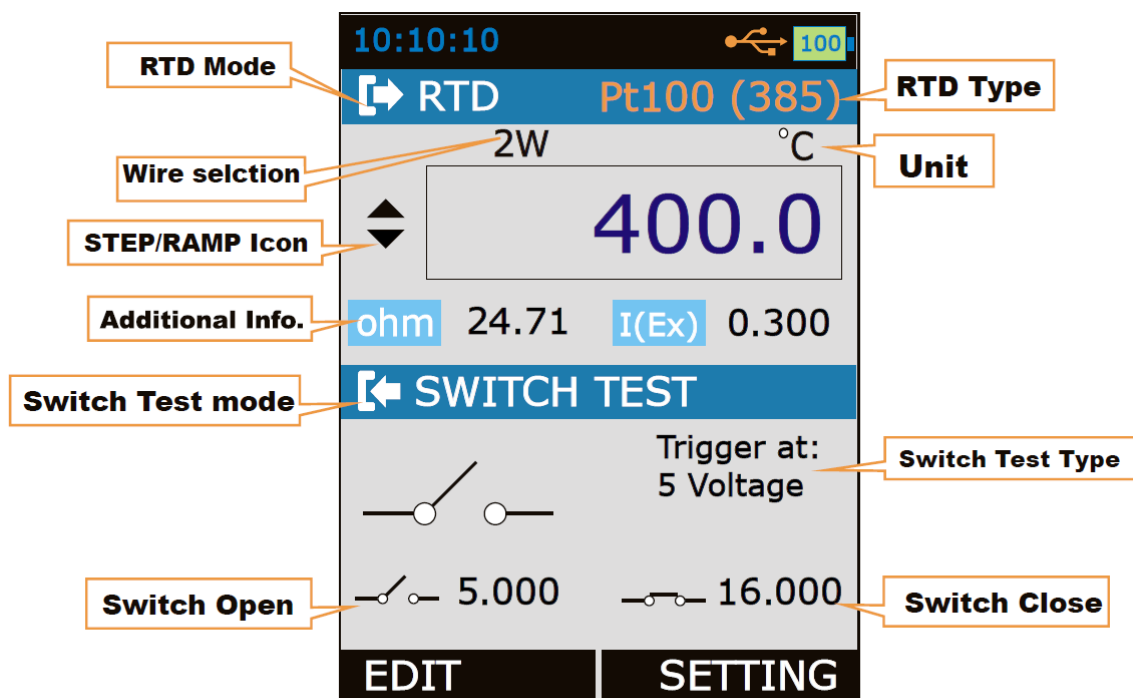 10:10:10
100
RTD Mode
RTD Pt100 (385)
RTD Type
2W °C
Wire selction
Unit
400.0
STEP/RAMP Icon
Additional Info.
ohm 24.71 I(Ex) 0.300
Switch Test mode
SWITCH TEST
Trigger at:
5 Voltage
Switch Test Type
Switch Open
5.000
16.000
Switch Close
EDIT SETTING